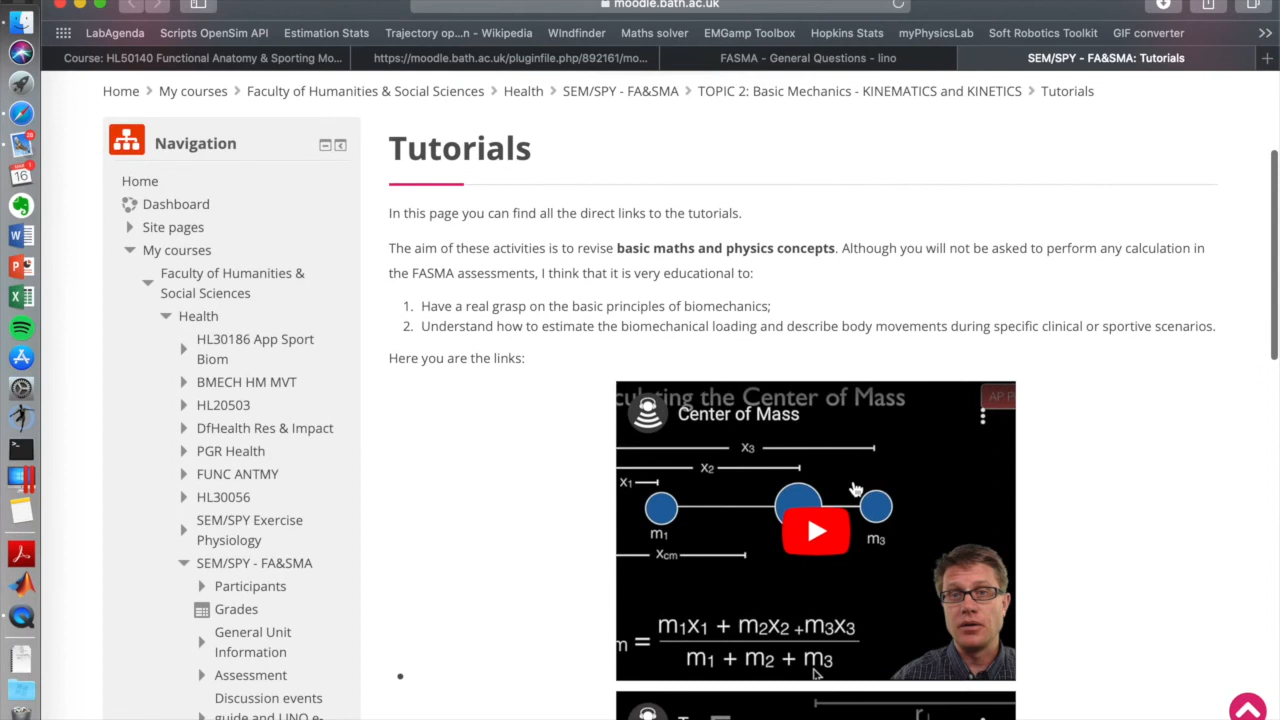 moodle.bath.ac.uk
LabAgenda Scripts OpenSim API Estimation Stats Trajectory op...n - Wikipedia WIndfinder Maths solver EMGamp Toolbox Hopkins Stats myPhysicsLab Soft Robotics Toolkit GIF converter
Course: HL50140 Functional Anatomy & Sporting Mo... https://moodle.bath.ac.uk/pluginfile.php/892161/mo... FASMA - General Questions - lino SEM/SPY - FA&SMA: Tutorials
Home My courses Faculty of Humanities & Social Sciences Health SEM/SPY - FA&SMA TOPIC 2: Basic Mechanics - KINEMATICS and KINETICS Tutorials
Navigation
Home
Dashboard
Site pages
My courses
Faculty of Humanities &
Social Sciences
Health
HL30186 App Sport
Biom
BMECH HM MVT
HL20503
DfHealth Res & Impact
PGR Health
FUNC ANTMY
HL30056
SEM/SPY Exercise
Physiology
SEM/SPY - FA&SMA
Participants
Grades
General Unit
Information
Assessment
Discussion events
guide and LINO e-
Tutorials
In this page you can find all the direct links to the tutorials.
The aim of these activities is to revise basic maths and physics concepts. Although you will not be asked to perform any calculation in
the FASMA assessments, I think that it is very educational to:
1. Have a real grasp on the basic principles of biomechanics;
2. Understand how to estimate the biomechanical loading and describe body movements during specific clinical or sportive scenarios.
Here you are the links:
culating the Center of Mass
AP P
Center of Mass
x3
x2
x1
m1
m3
xcm
m = m1x1 + m2x2 +m3x3
m1 + m2 + m3
16